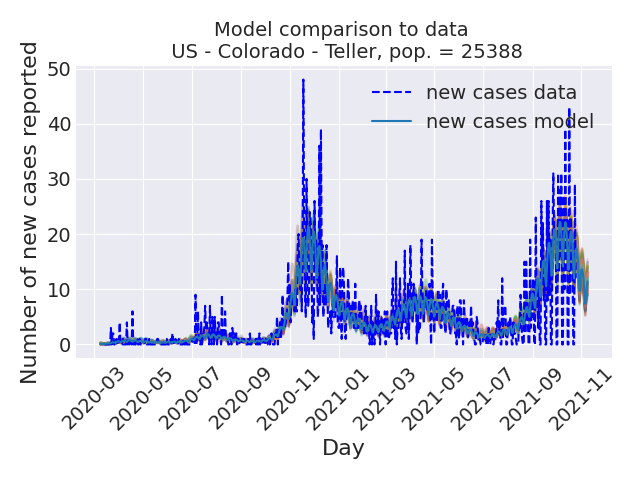 Model comparison to data
US - Colorado - Teller, pop. = 25388
Number of new cases reported
50
40
30
20
10
0
new cases data
new cases model
2020-03
2020-05
2020-07
2020-09
2020-11
2021-01
2021-03
2021-05
2021-07
2021-09
2021-11
Day